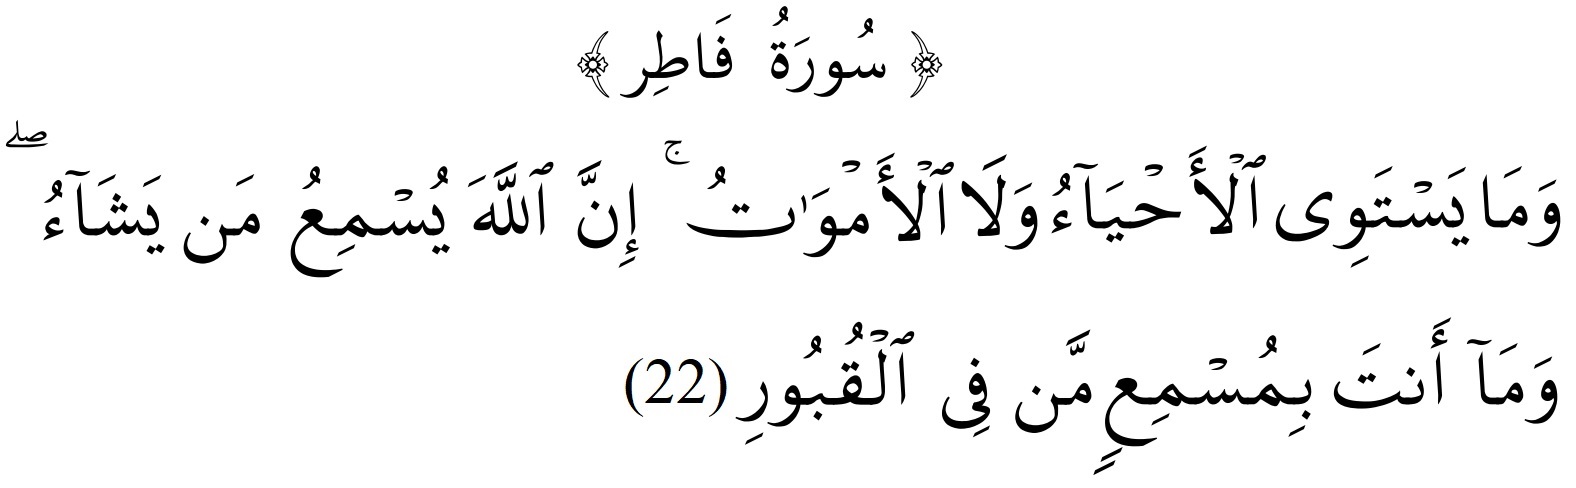 ﴿ سُورَةُ فَاطِر ﴾
وَمَا يَسۡتَوِى ٱلۡأَحۡيَآءُ وَلَا ٱلۡأَمۡوَٰتُ ۚ إِنَّ ٱللَّهَ يُسۡمِعُ مَن يَشَآءُ ۖ
وَمَآ أَنتَ بِمُسۡمِعٍ مَّن فِى ٱلۡقُبُورِ (22)